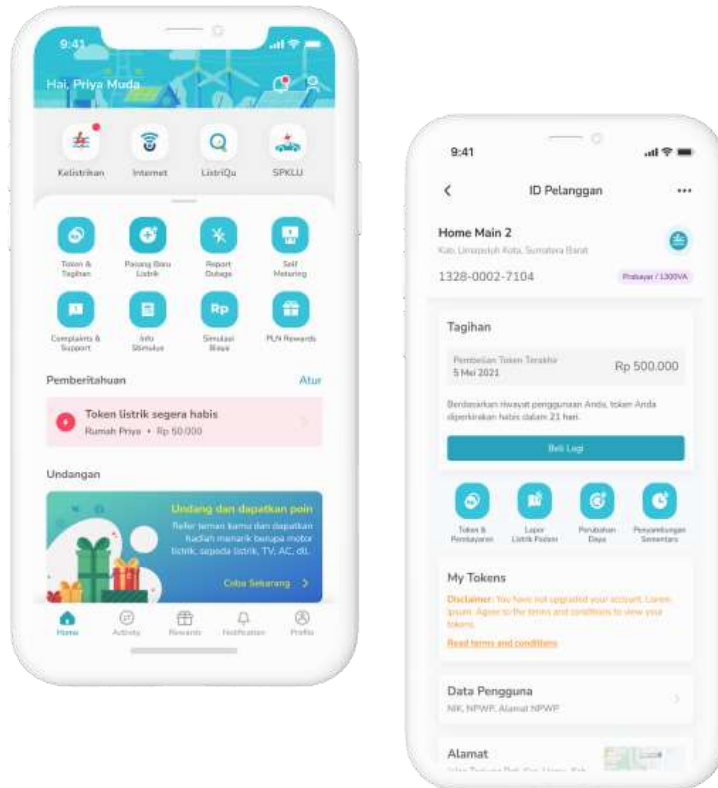 9:41
Hai, Priya Muda
Kelistrikan
Internet
ListriQu
SPKLU
Token &
Tagihan
Pasang Baru
Listrik
Report
Outage
Self
Metering
Rp
Complaints &
Support
Info
Stimulus
Simulasi
Biaya
PLN Rewards
Pemberitahuan
Atur
Token listrik segera habis
Rumah Priya • Rp 50.000
Undangan
Undang dan dapatkan poin
Refer teman kamu dan dapatkan
hadiah menarik berupa motor
listrik, sepeda listrik, TV, AC, dll.
Coba Sekarang
Home
Activity
Rewards
Notification
Profile
9:41
ID Pelanggan
Home Main 2
Kab. Limapuluh Kota, Sumatera Barat
1328-0002-7104
Prabayar / 1300VA
Tagihan
Pembelian Token Terakhir
5 Mei 2021
Rp 500.000
Berdasarkan riwayat penggunaan Anda, token Anda
diperkirakan habis dalam 21 hari.
Beli Lagi
Token &
Pembayaran
Lapor
Listrik Padam
Perubahan
Daya
Penyambungan
Sementara
My Tokens
Disclaimer: You have not upgraded your account. Lorem
ipsum. Agree to the terms and conditions to view your
tokens.
Read terms and conditions
Data Pengguna
NIK, NPWP, Alamat NPWP
Alamat